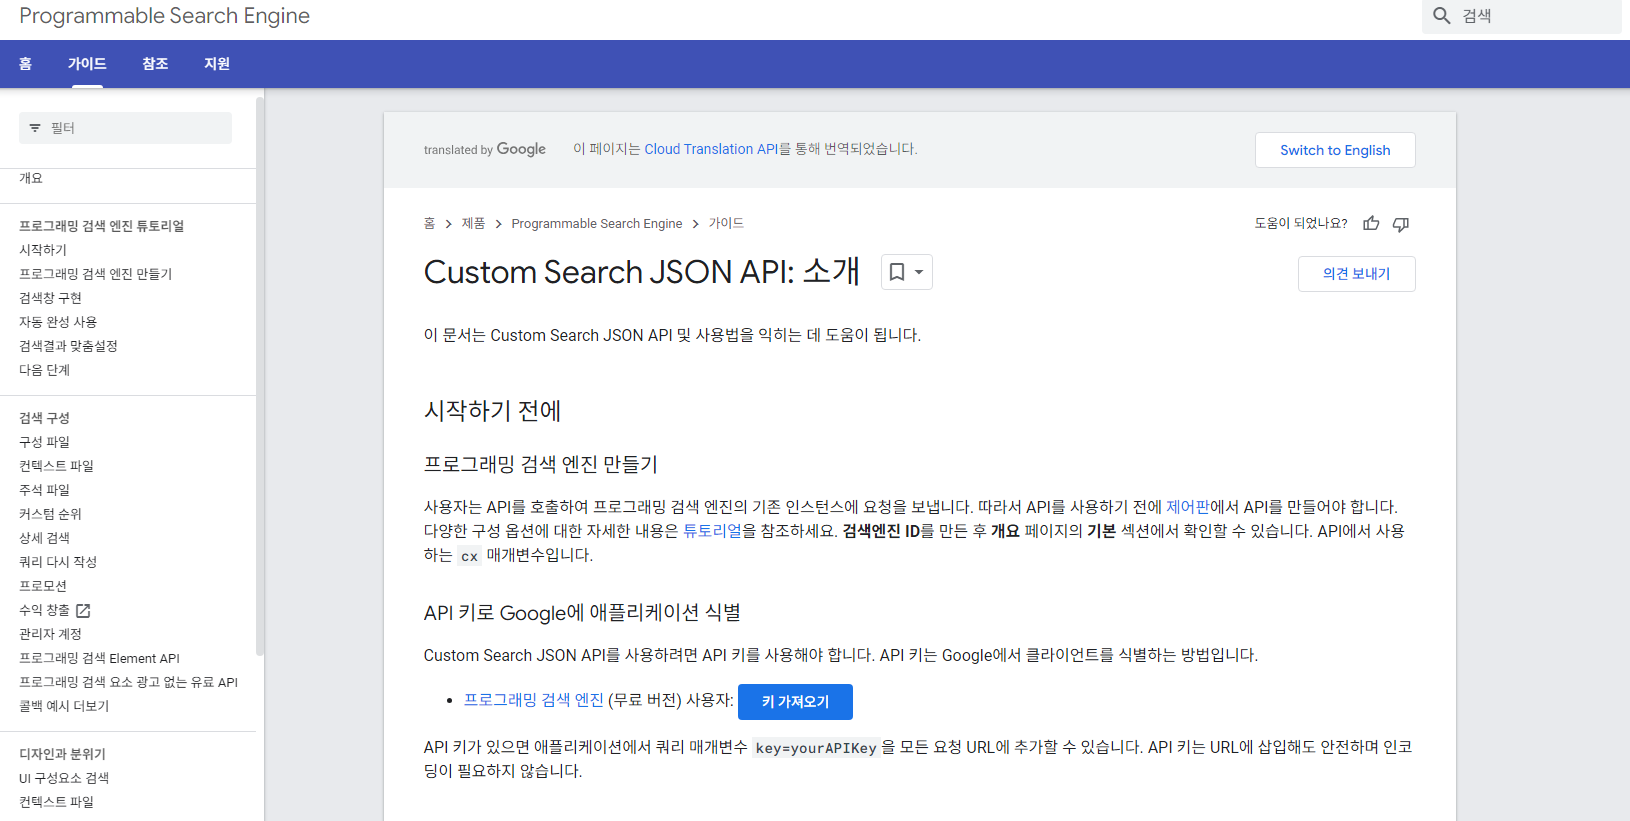 Programmable Search Engine
검색
홈 가이드 참조 지원
필터
개요
프로그래밍 검색 엔진 튜토리얼
시작하기
프로그래밍 검색 엔진 만들기
검색창 구현
자동 완성 사용
검색결과 맞춤설정
다음 단계
검색 구성
구성 파일
컨텍스트 파일
주석 파일
커스텀 순위
상세 검색
쿼리 다시 작성
프로모션
수익 창출
관리자 계정
프로그래밍 검색 Element API
프로그래밍 검색 요소 광고 없는 유료 API
콜백 예시 더보기
디자인과 분위기
UI 구성요소 검색
컨텍스트 파일
translated by Google 이 페이지는 Cloud Translation API를 통해 번역되었습니다.
Switch to English
홈 > 제품 > Programmable Search Engine > 가이드
도움이 되었나요?
Custom Search JSON API: 소개
의견 보내기
이 문서는 Custom Search JSON API 및 사용법을 익히는 데 도움이 됩니다.
시작하기 전에
프로그래밍 검색 엔진 만들기
사용자는 API를 호출하여 프로그래밍 검색 엔진의 기존 인스턴스에 요청을 보냅니다. 따라서 API를 사용하기 전에 제어판에서 API를 만들어야 합니다.
다양한 구성 옵션에 대한 자세한 내용은 튜토리얼을 참조하세요. 검색엔진 ID를 만든 후 개요 페이지의 기본 섹션에서 확인할 수 있습니다. API에서 사용
하는 cx 매개변수입니다.
API 키로 Google에 애플리케이션 식별
Custom Search JSON API를 사용하려면 API 키를 사용해야 합니다. API 키는 Google에서 클라이언트를 식별하는 방법입니다.
• 프로그래밍 검색 엔진 (무료 버전) 사용자: 키 가져오기
API 키가 있으면 애플리케이션에서 쿼리 매개변수 key=yourAPIKey 을 모든 요청 URL에 추가할 수 있습니다. API 키는 URL에 삽입해도 안전하며 인코
딩이 필요하지 않습니다.